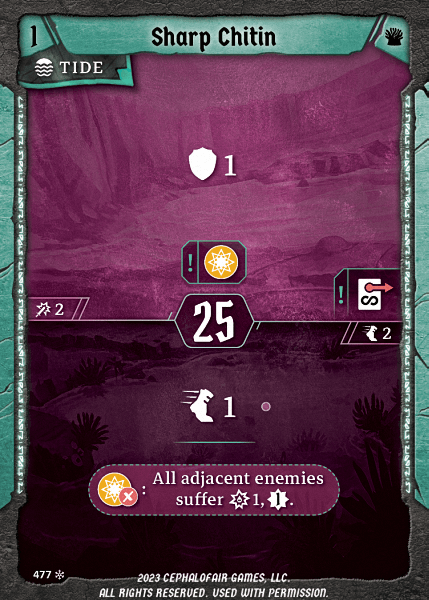 1
Sharp Chitin
TIDE
1
!
!
2
25
2
1
: All adjacent enemies
suffer 1, .
477
2023 CEPHALOFAIR GAMES, LLC.
ALL RIGHTS RESERVED. USED WITH PERMISSION.